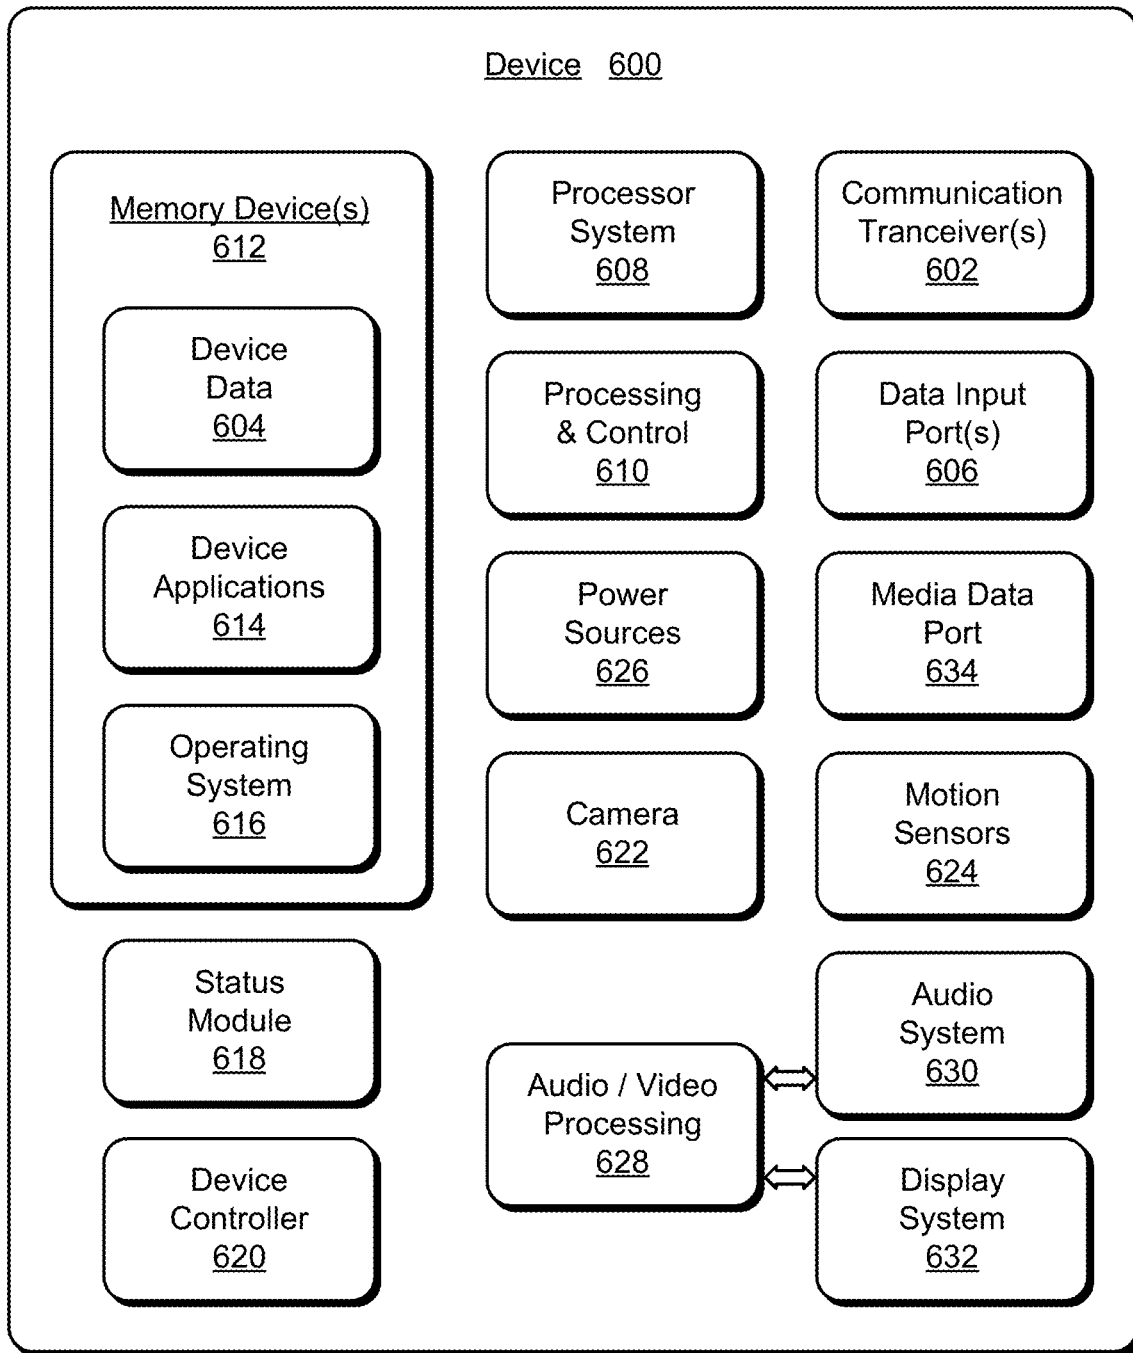 Device 600
Memory Device(s)
612
Device
Data
604
Device
Applications
614
Operating
System
616
Status
Module
618
Device
Controller
620
Processor
System
608
Processing
& Control
610
Power
Sources
626
Camera
622
Audio / Video
Processing
628
Communication
Tranceiver(s)
602
Data Input
Port(s)
606
Media Data
Port
634
Motion
Sensors
624
Audio
System
630
Display
System
632